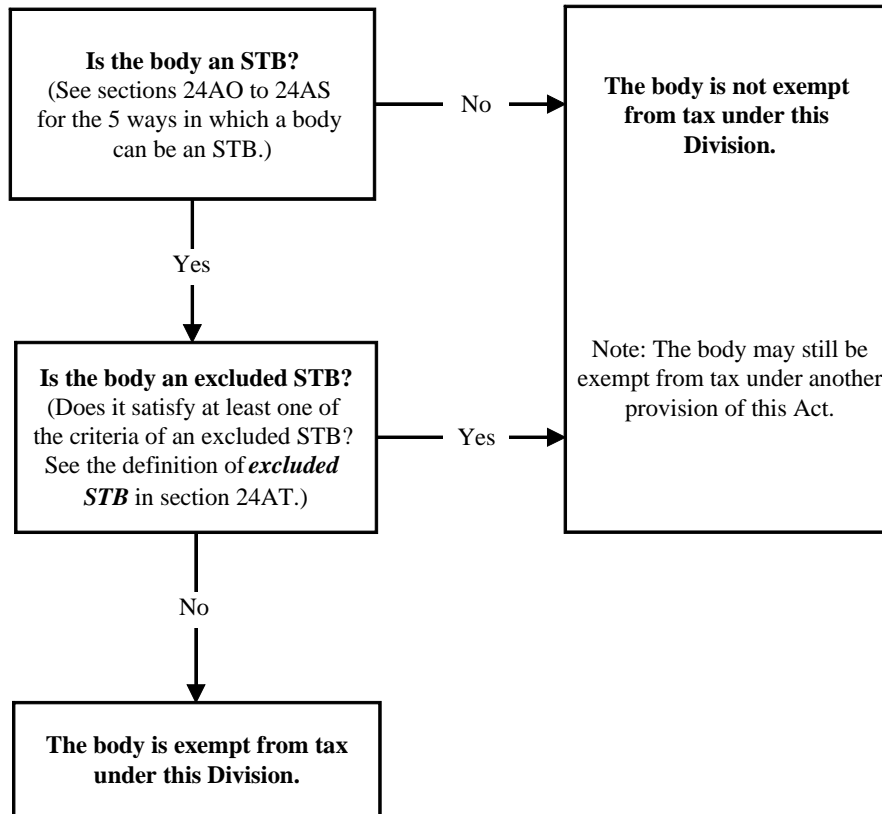 Is the body an STB?
(See sections 24AO to 24AS
for the 5 ways in which a body
can be an STB.)
No
The body is not exempt
from tax under this
Division.
Note: The body may still be
exempt from tax under another
provision of this Act.
Yes
Is the body an excluded STB?
(Does it satisfy at least one of
the criteria of an excluded STB?
See the definition of excluded
STB in section 24AT.)
Yes
No
The body is exempt from tax
under this Division.